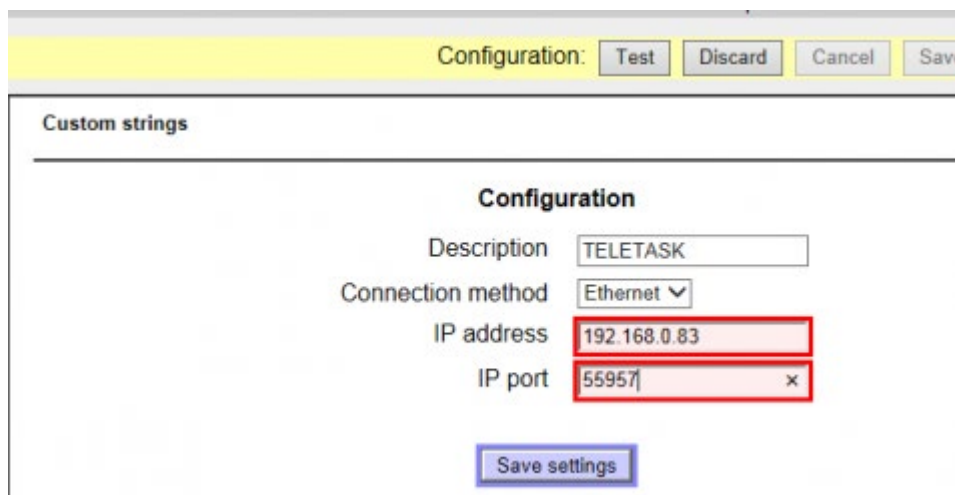 Configuration: Test Discard Cancel Sav
Custom strings
Configuration
Description TELETASK
Connection method Ethernet
IP address 192.168.0.83
IP port 55957 ×
Save settings